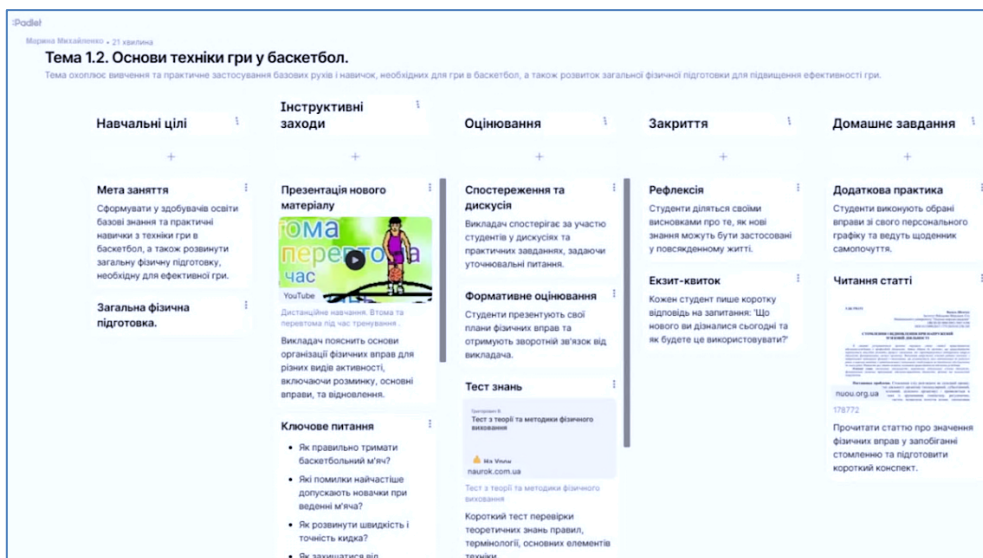 :Padlet
Марина Михайленко • 21 хвилина
Тема 1.2. Основи техніки гри у баскетбол.
Тема охоплює вивчення та практичне застосування базових рухів і навичок, необхідних для гри в баскетбол, а також розвиток загальної фізичної підготовки для підвищення ефективності гри.
Навчальні цілі
Мета заняття
Сформувати у здобувачів освіти
базові знання та практичні
навички з техніки гри в
баскетбол, а також розвинути
загальну фізичну підготовку,
необхідну для ефективної гри.
Загальна фізична
підготовка.
Інструктивні
заходи
Презентація нового
матеріалу
ома
перевтома
час
YouTube
Дистанційне навчання. Втома та
перевтома під час тренування .
Викладач пояснить основи
організації фізичних вправ для
різних видів активності,
включаючи розминку, основні
вправи, та відновлення.
Ключове питання
• Як правильно тримати
баскетбольний м'яч?
• Які помилки найчастіше
допускають новачки при
веденні м'яча?
• Як розвинути швидкість і
точність кидка?
• Як захищатися від
Оцінювання
Спостереження та
дискусія
Викладач спостерігає за участю
студентів у дискусіях та
практичних завданнях, задаючи
уточнювальні питання.
Формативне оцінювання
Студенти презентують свої
плани фізичних вправ та
отримують зворотній зв'язок від
викладача.
Тест знань
Тест з теорії та методики фізичного
виховання
На Урок
naurok.com.ua
Тест з теорії та методики фізичного
виховання
Короткий тест перевірки
теоретичних знань правил,
термінології, основних елементів
техніки
Закриття
Рефлексія
Студенти діляться своїми
висновками про те, як нові
знання можуть бути застосовані
у повсякденному житті.
Екзит-квиток
Кожен студент пише коротку
відповідь на запитання: 'Що
нового ви дізналися сьогодні та
як будете це використовувати?'
Домашнє завдання
Додаткова практика
Студенти виконують обрані
вправи зі свого персонального
графіку та ведуть щоденник
самопочуття.
Читання статті
nuou.org.ua
178772
Прочитати статтю про значення
фізичних вправ у запобіганні
стомленню та підготовити
короткий конспект.